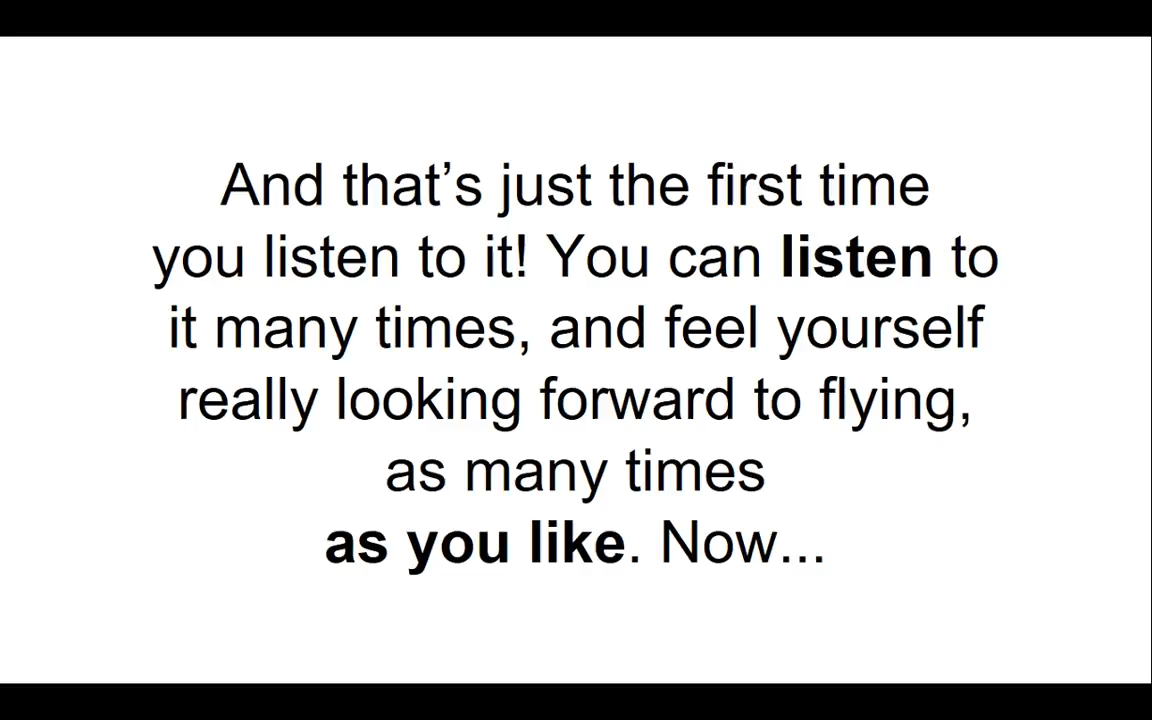 And that’s just the first time
you listen to it! You can listen to
it many times, and feel yourself
really looking forward to flying,
as many times
as you like. Now...